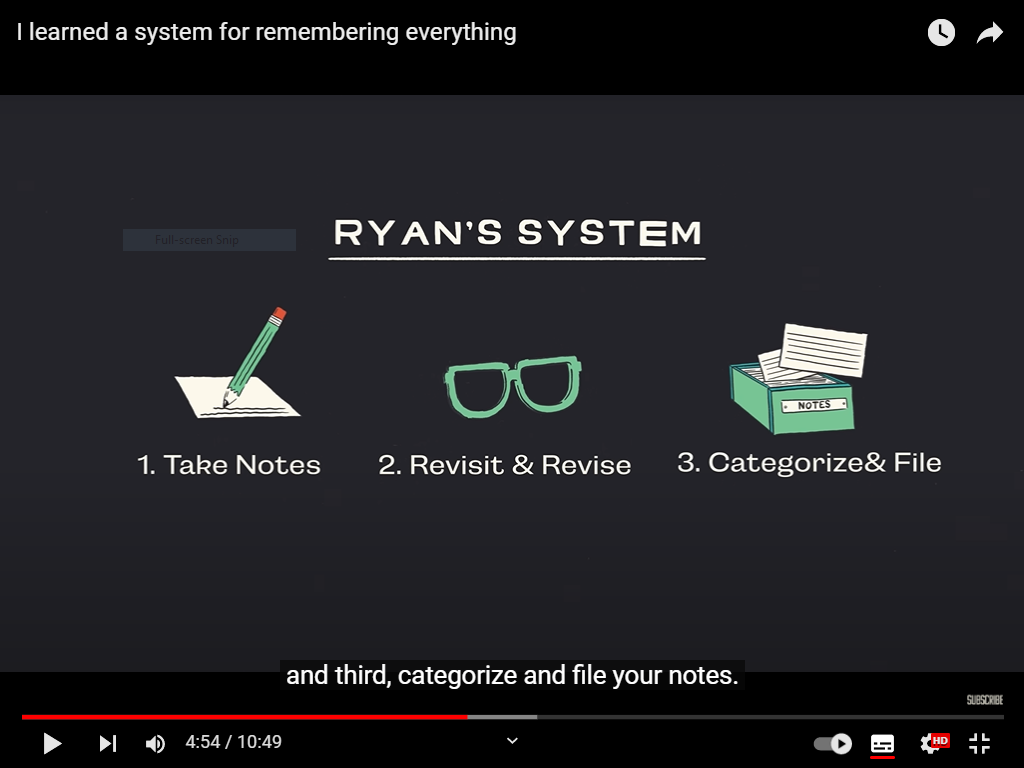 I learned a system for remembering everything
RYAN'S SYSTEM
Full-screen Snip
NOTES
1. Take Notes
2. Revisit & Revise
3. Categorize& File
and third, categorize and file your notes.
SUBSCRIBE
4:54 / 10:49
HD